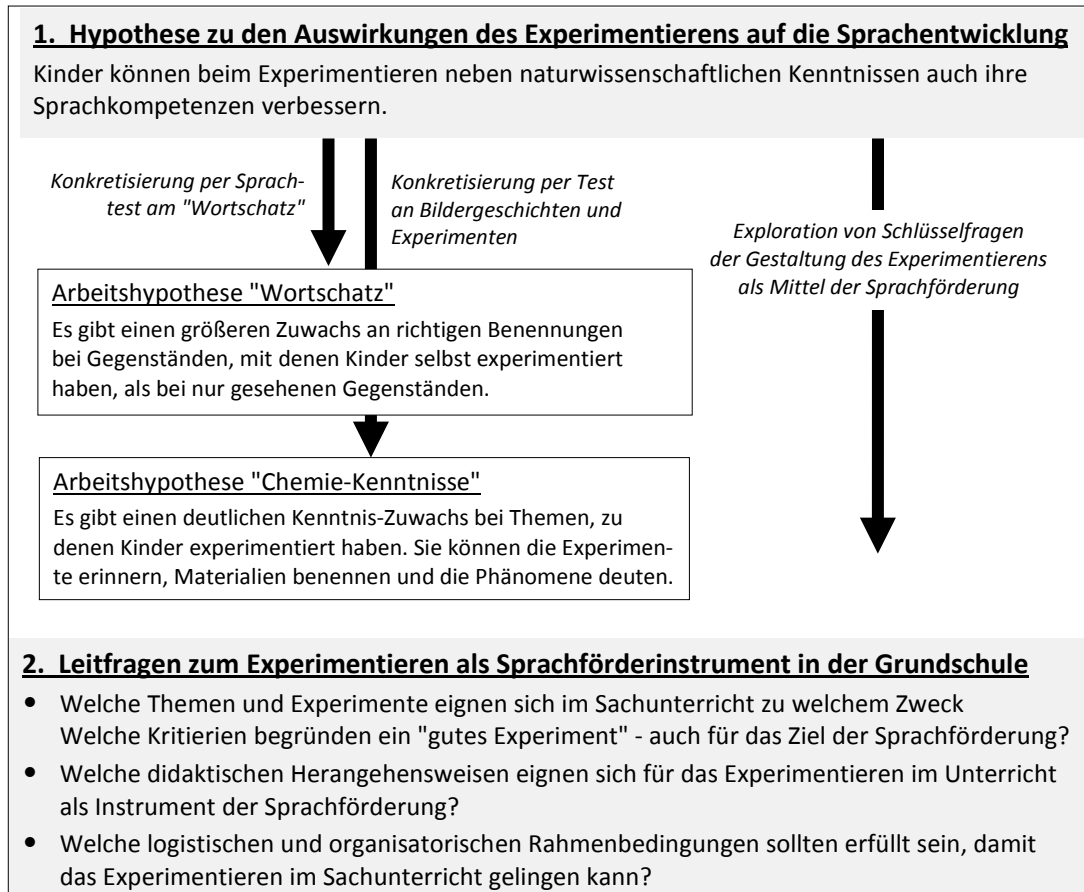 1. Hypothese zu den Auswirkungen des Experimentierens auf die Sprachentwicklung
Kinder können beim Experimentieren neben naturwissenschaftlichen Kenntnissen auch ihre
Sprachkompetenzen verbessern.
Konkretisierung per Sprach-
test am "Wortschatz"
Konkretisierung per Test
an Bildergeschichten und
Experimenten
Exploration von Schlüsselfragen
der Gestaltung des Experimentierens
als Mittel der Sprachförderung
Arbeitshypothese "Wortschatz"
Es gibt einen größeren Zuwachs an richtigen Benennungen
bei Gegenständen, mit denen Kinder selbst experimentiert
haben, als bei nur gesehenen Gegenständen.
Arbeitshypothese "Chemie-Kenntnisse"
Es gibt einen deutlichen Kenntnis-Zuwachs bei Themen, zu
denen Kinder experimentiert haben. Sie können die Experimen-
te erinnern, Materialien benennen und die Phänomene deuten.
2. Leitfragen zum Experimentieren als Sprachförderinstrument in der Grundschule
• Welche Themen und Experimente eignen sich im Sachunterricht zu welchem Zweck
Welche Kritierien begründen ein "gutes Experiment" - auch für das Ziel der Sprachförderung?
• Welche didaktischen Herangehensweisen eignen sich für das Experimentieren im Unterricht
als Instrument der Sprachförderung?
• Welche logistischen und organisatorischen Rahmenbedingungen sollten erfüllt sein, damit
das Experimentieren im Sachunterricht gelingen kann?